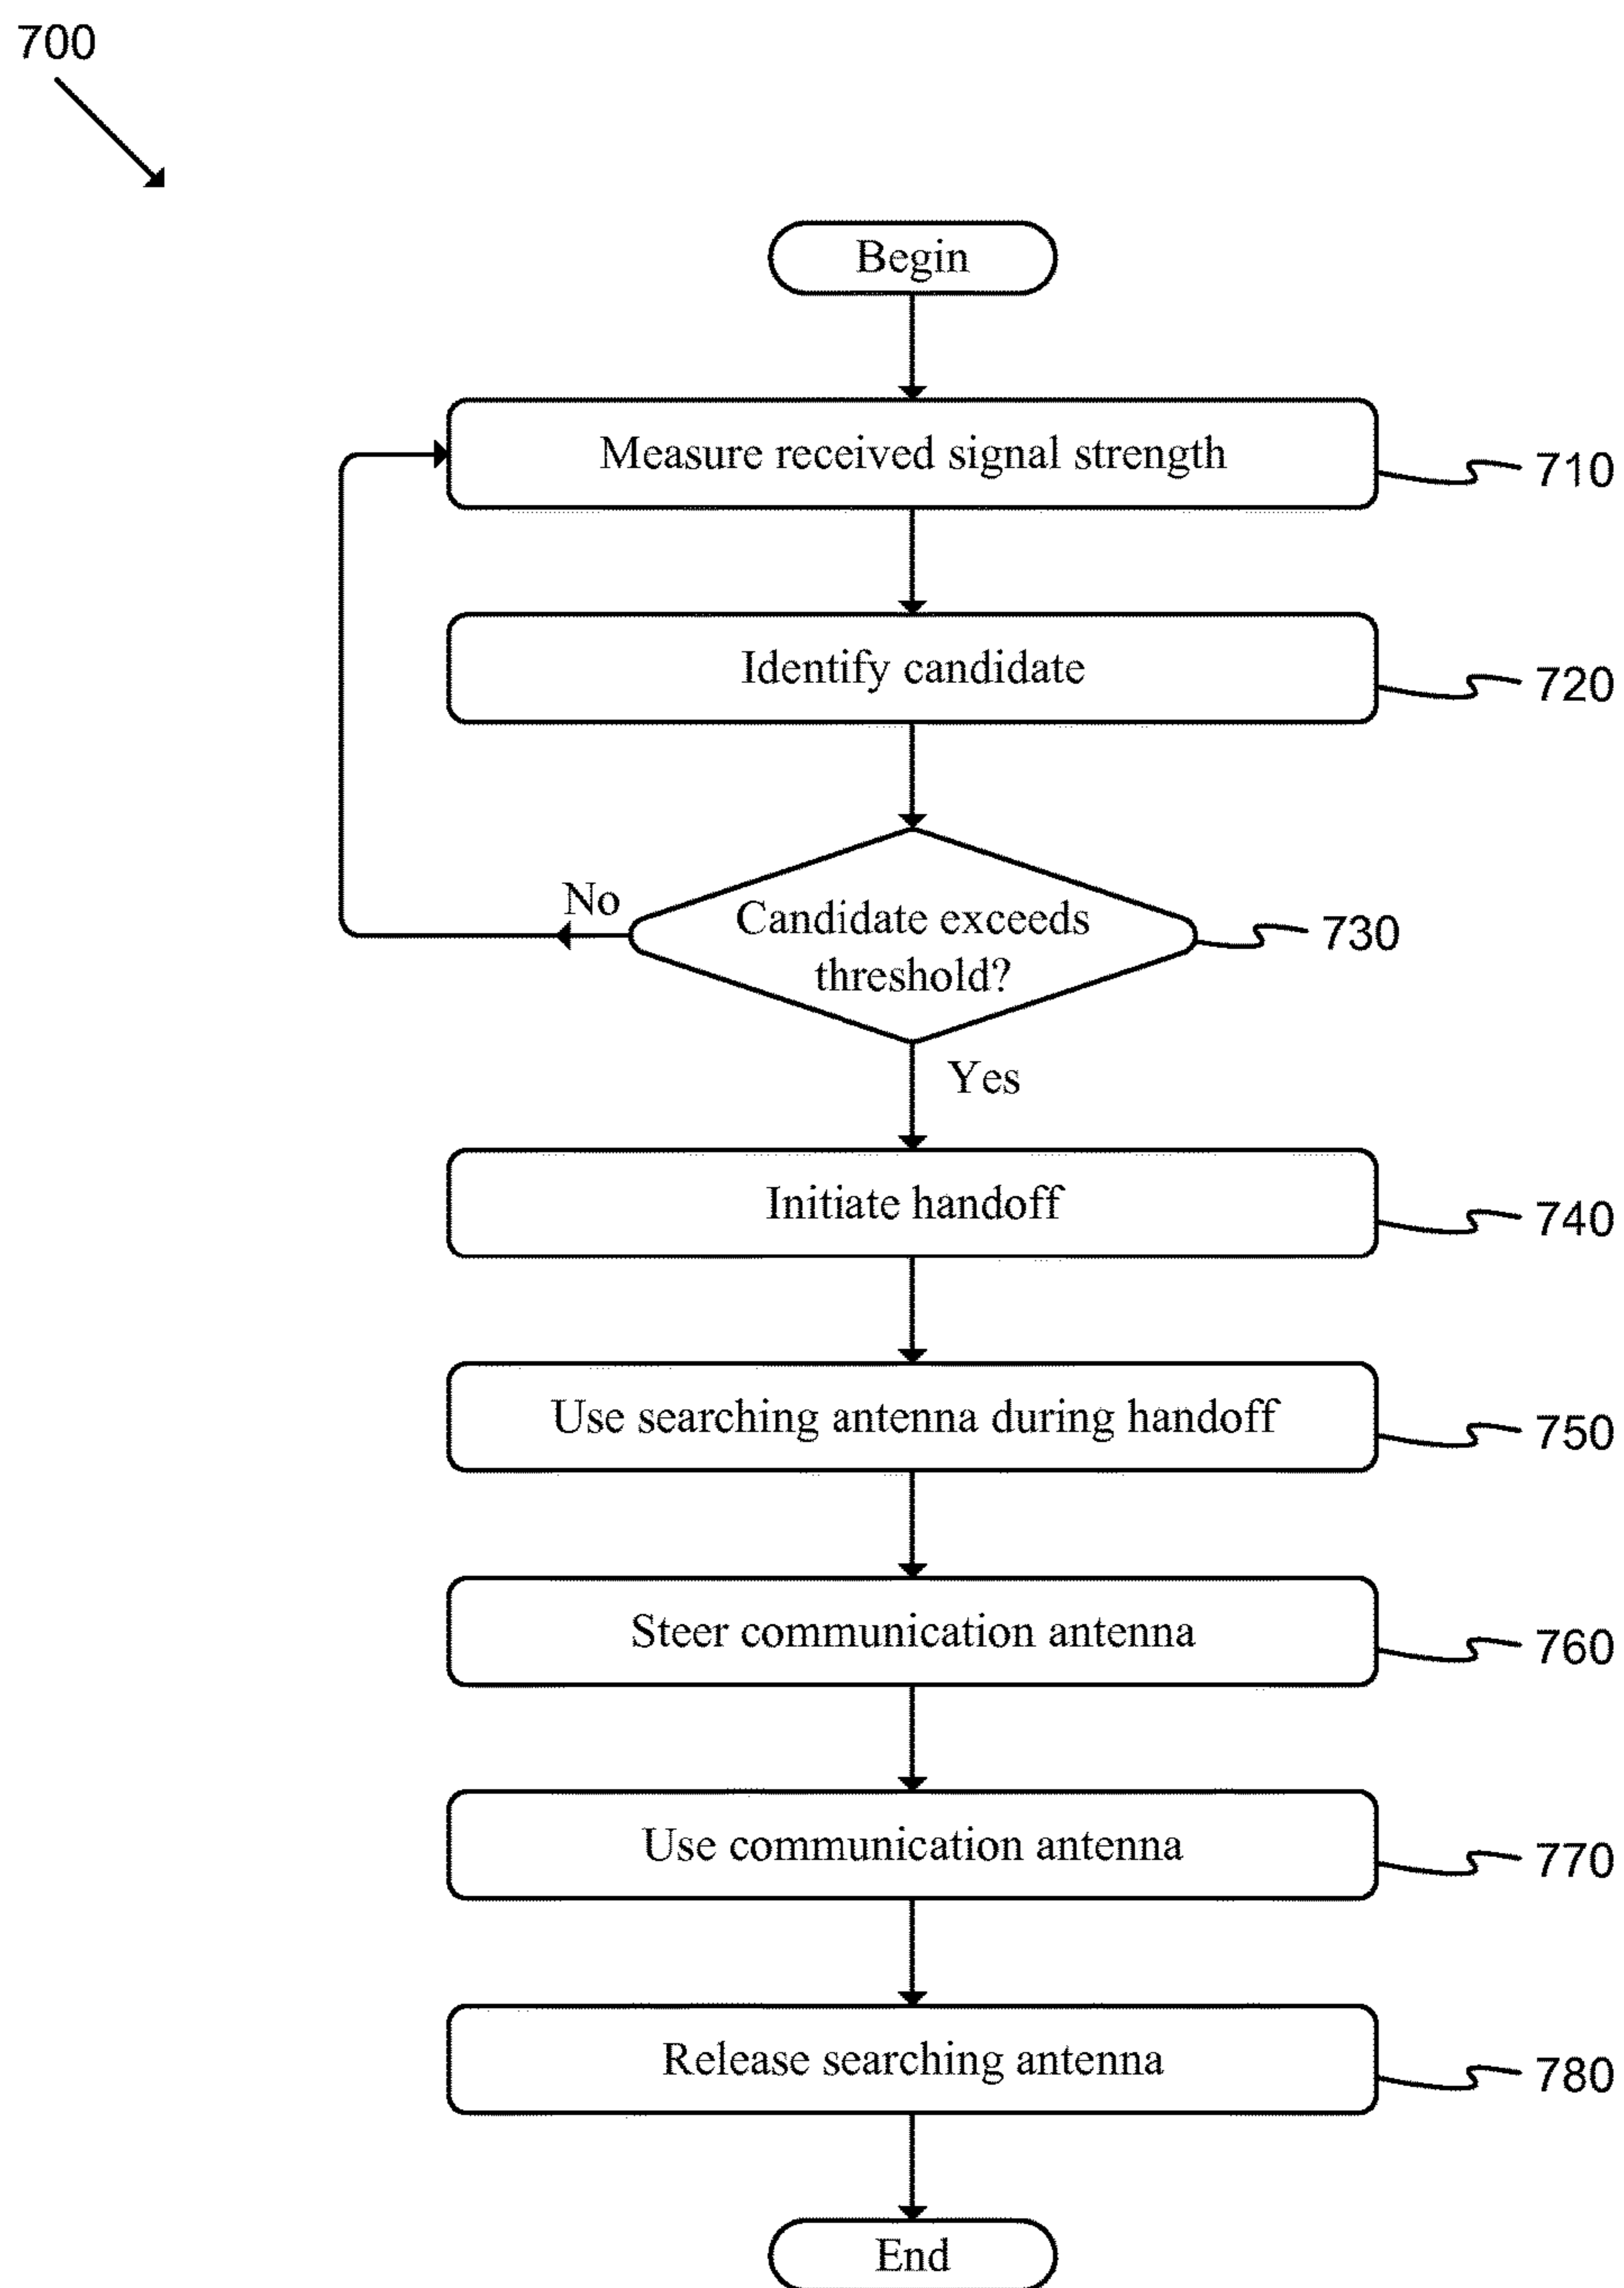 700
Begin
Measure received signal strength
710
Identify candidate
720
No
Candidate exceeds
threshold?
730
Yes
Initiate handoff
740
Use searching antenna during handoff
750
Steer communication antenna
760
Use communication antenna
770
Release searching antenna
780
End